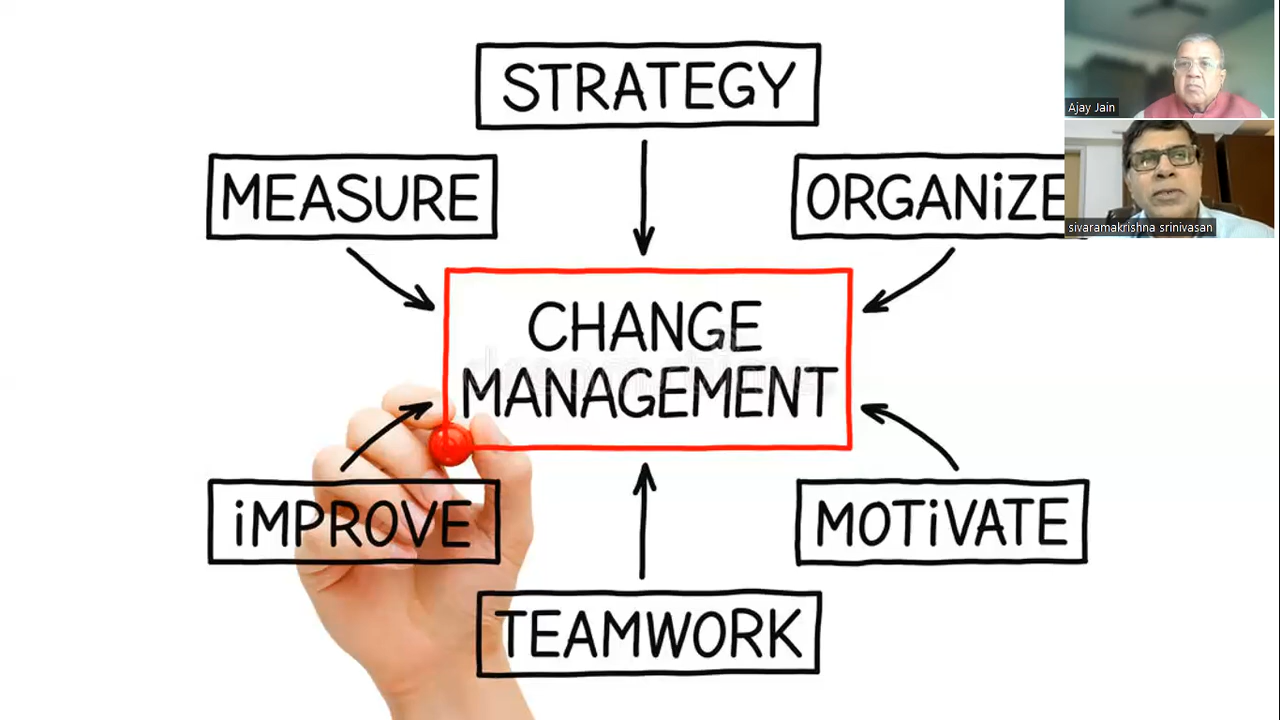 STRATEGY
MEASURE
ORGANiZE
CHANGE
MANAGEMENT
iMPROVE
MOTiVATE
TEAMWORK
Ajay Jain
sivaramakrishna srinivasan